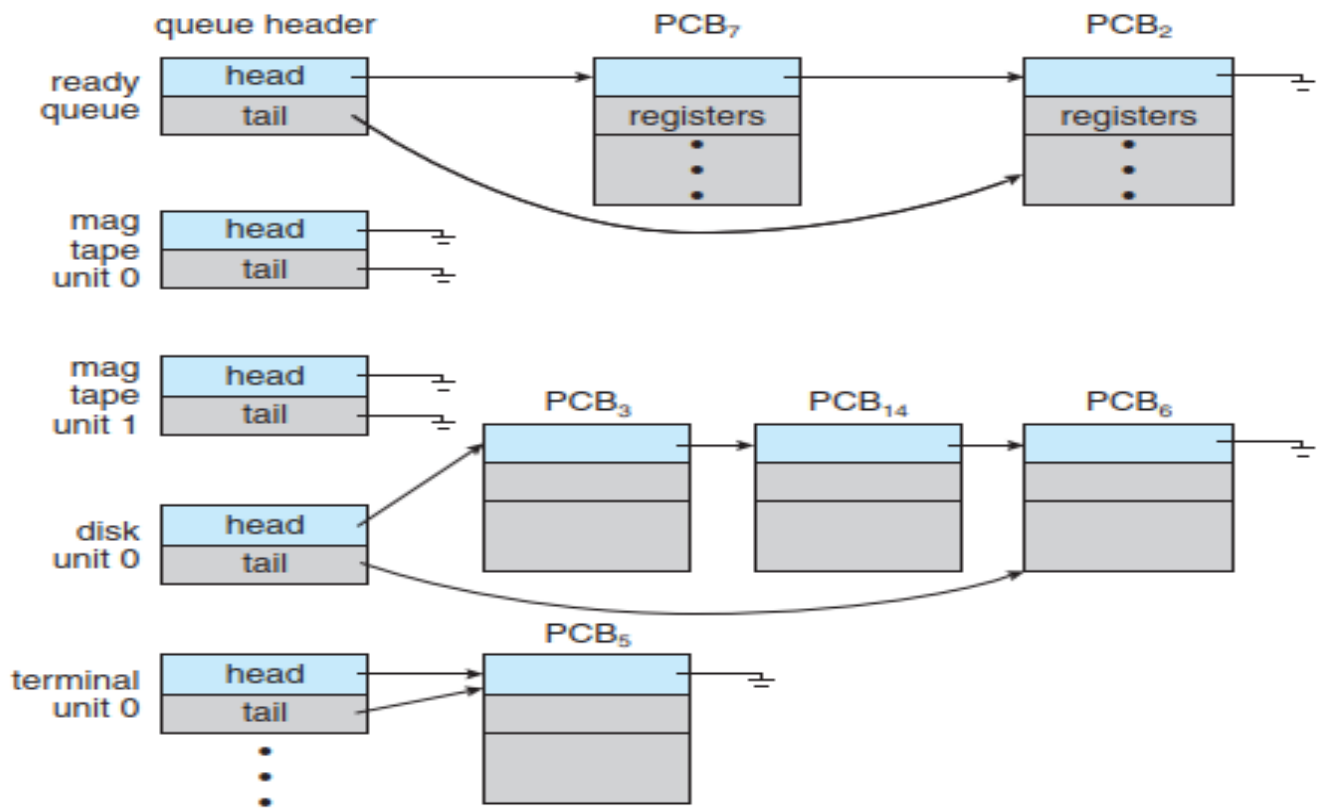 queue header
PCB₇
PCB₂
ready
queue
head
tail
registers
registers
mag
tape
unit 0
head
tail
mag
tape
unit 1
head
tail
PCB₃
PCB₁₄
PCB₆
disk
unit 0
head
tail
PCB₅
terminal
unit 0
head
tail